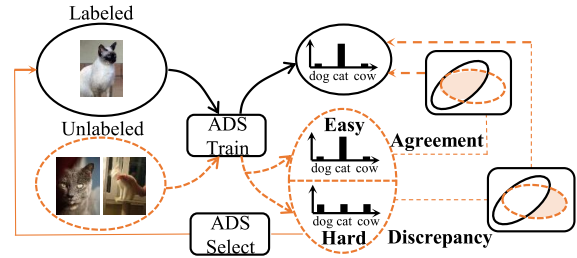 Labeled
Unlabeled
ADS
Train
dog cat cow
Easy
dog cat cow
dog cat cow
Hard
Agreement
Discrepancy
ADS
Select